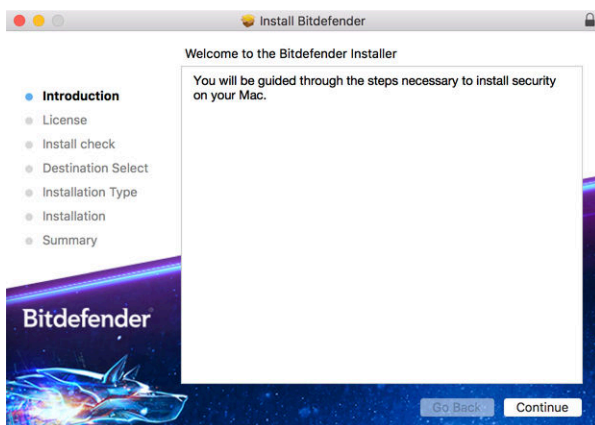 Install Bitdefender
Welcome to the Bitdefender Installer
Introduction
License
Install check
Destination Select
Installation Type
Installation
Summary
You will be guided through the steps necessary to install security
on your Mac.
Bitdefender
Go Back
Continue